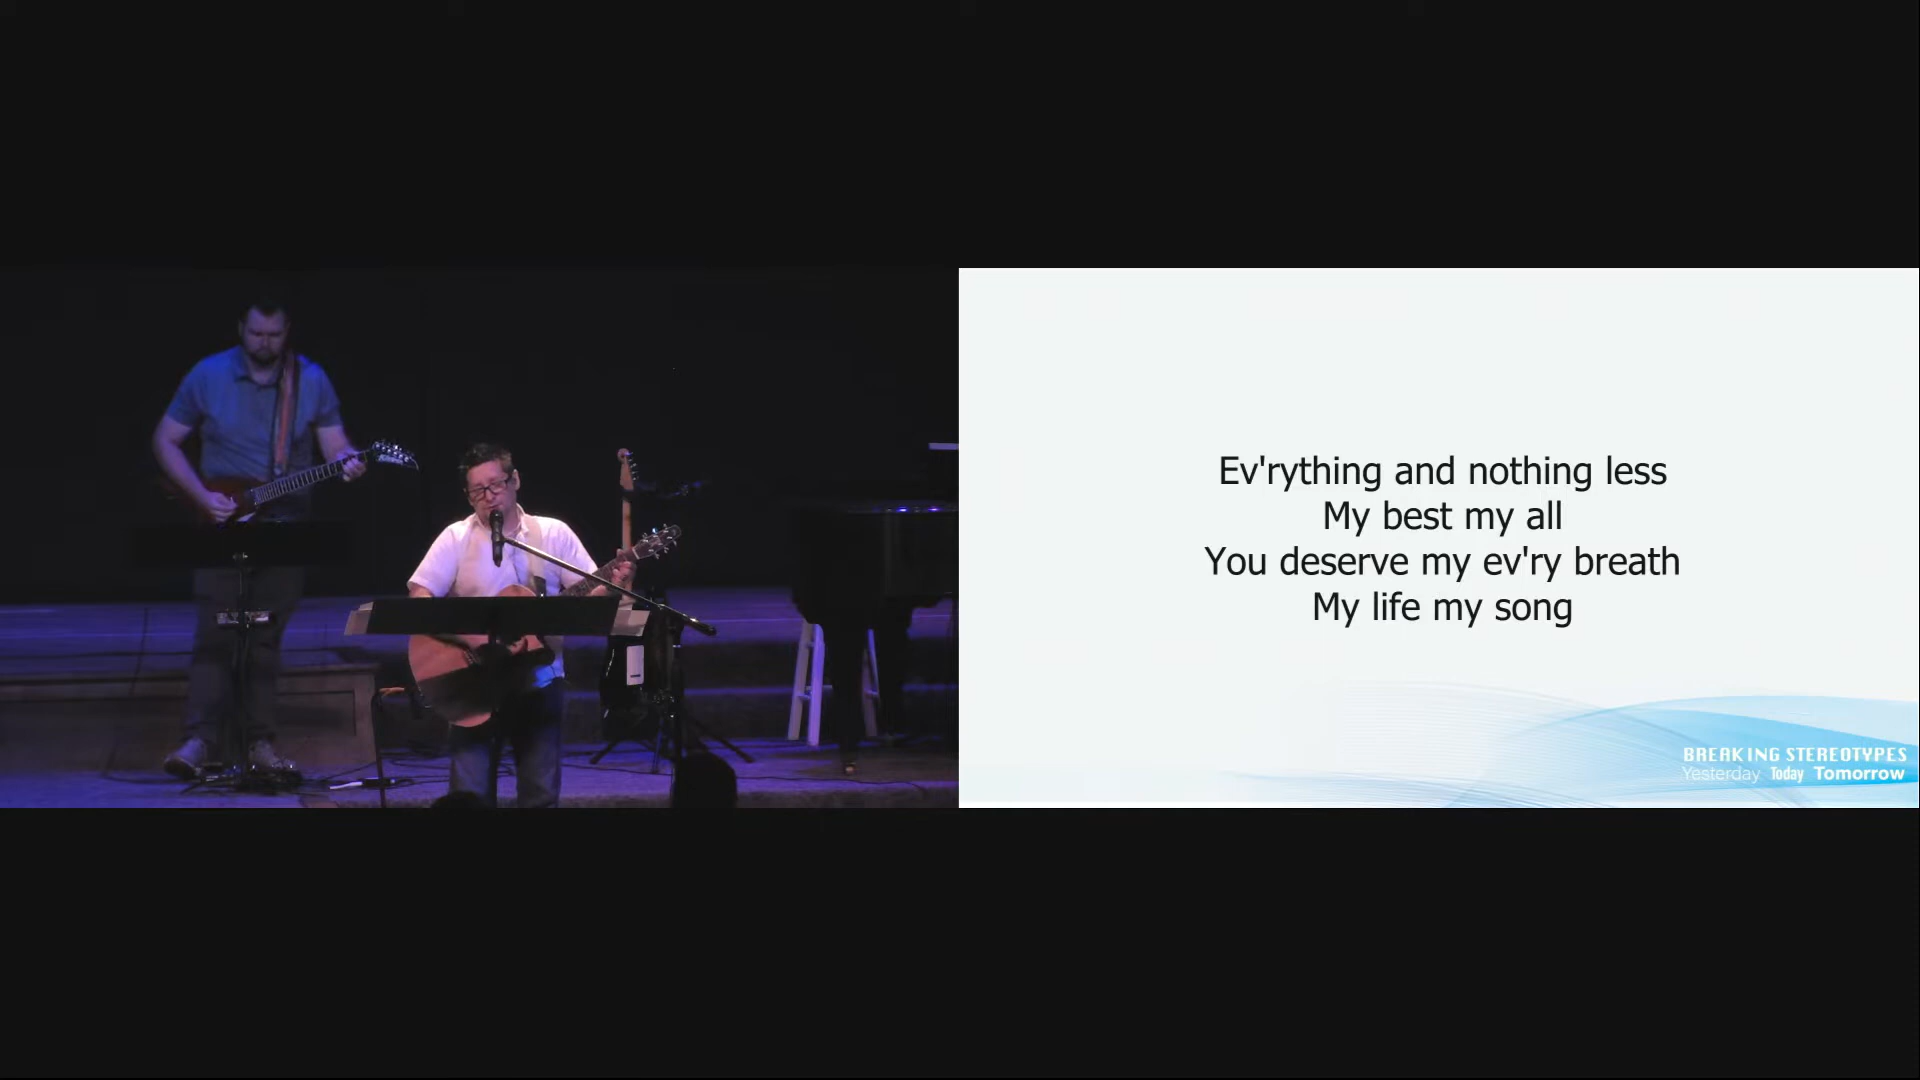 Ev'rything and nothing less
My best my all
You deserve my ev'ry breath
My life my song
BREAKING STEREOTYPES
Yesterday Today Tomorrow